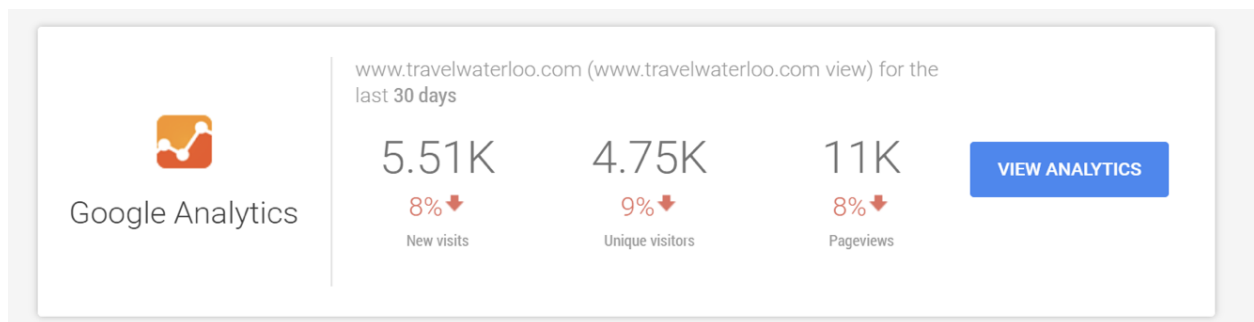 www.travelwaterloo.com (www.travelwaterloo.com view) for the
last 30 days
Google Analytics
5.51K 4.75K 11K
8% 9% 8%
New visits Unique visitors Pageviews
VIEW ANALYTICS